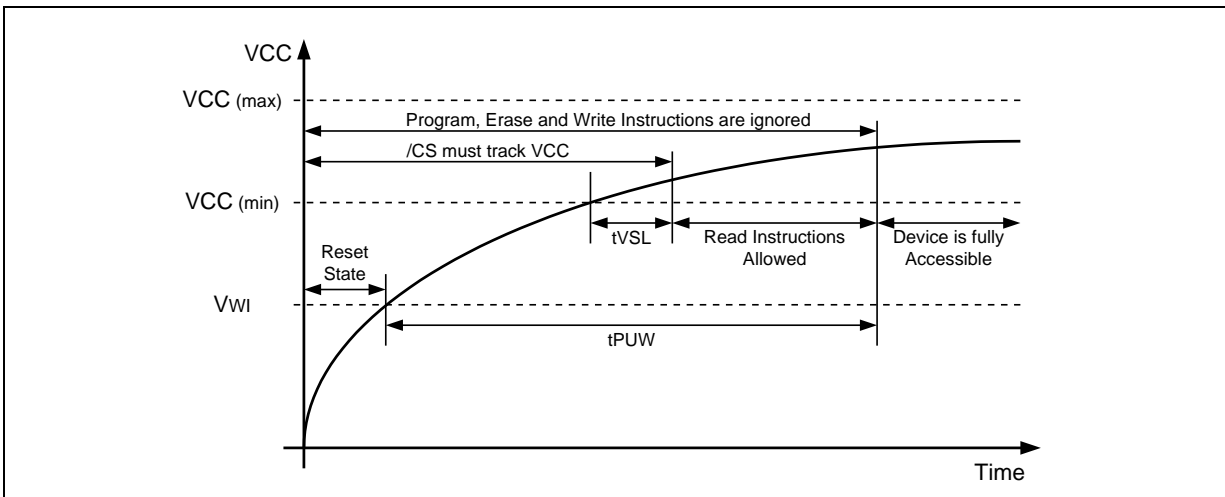 VCC
VCC (max)
Program, Erase and Write Instructions are ignored
/CS must track VCC
VCC (min)
tVSL
Read Instructions
Allowed
Device is fully
Accessible
Reset
State
VWI
tPUW
Time